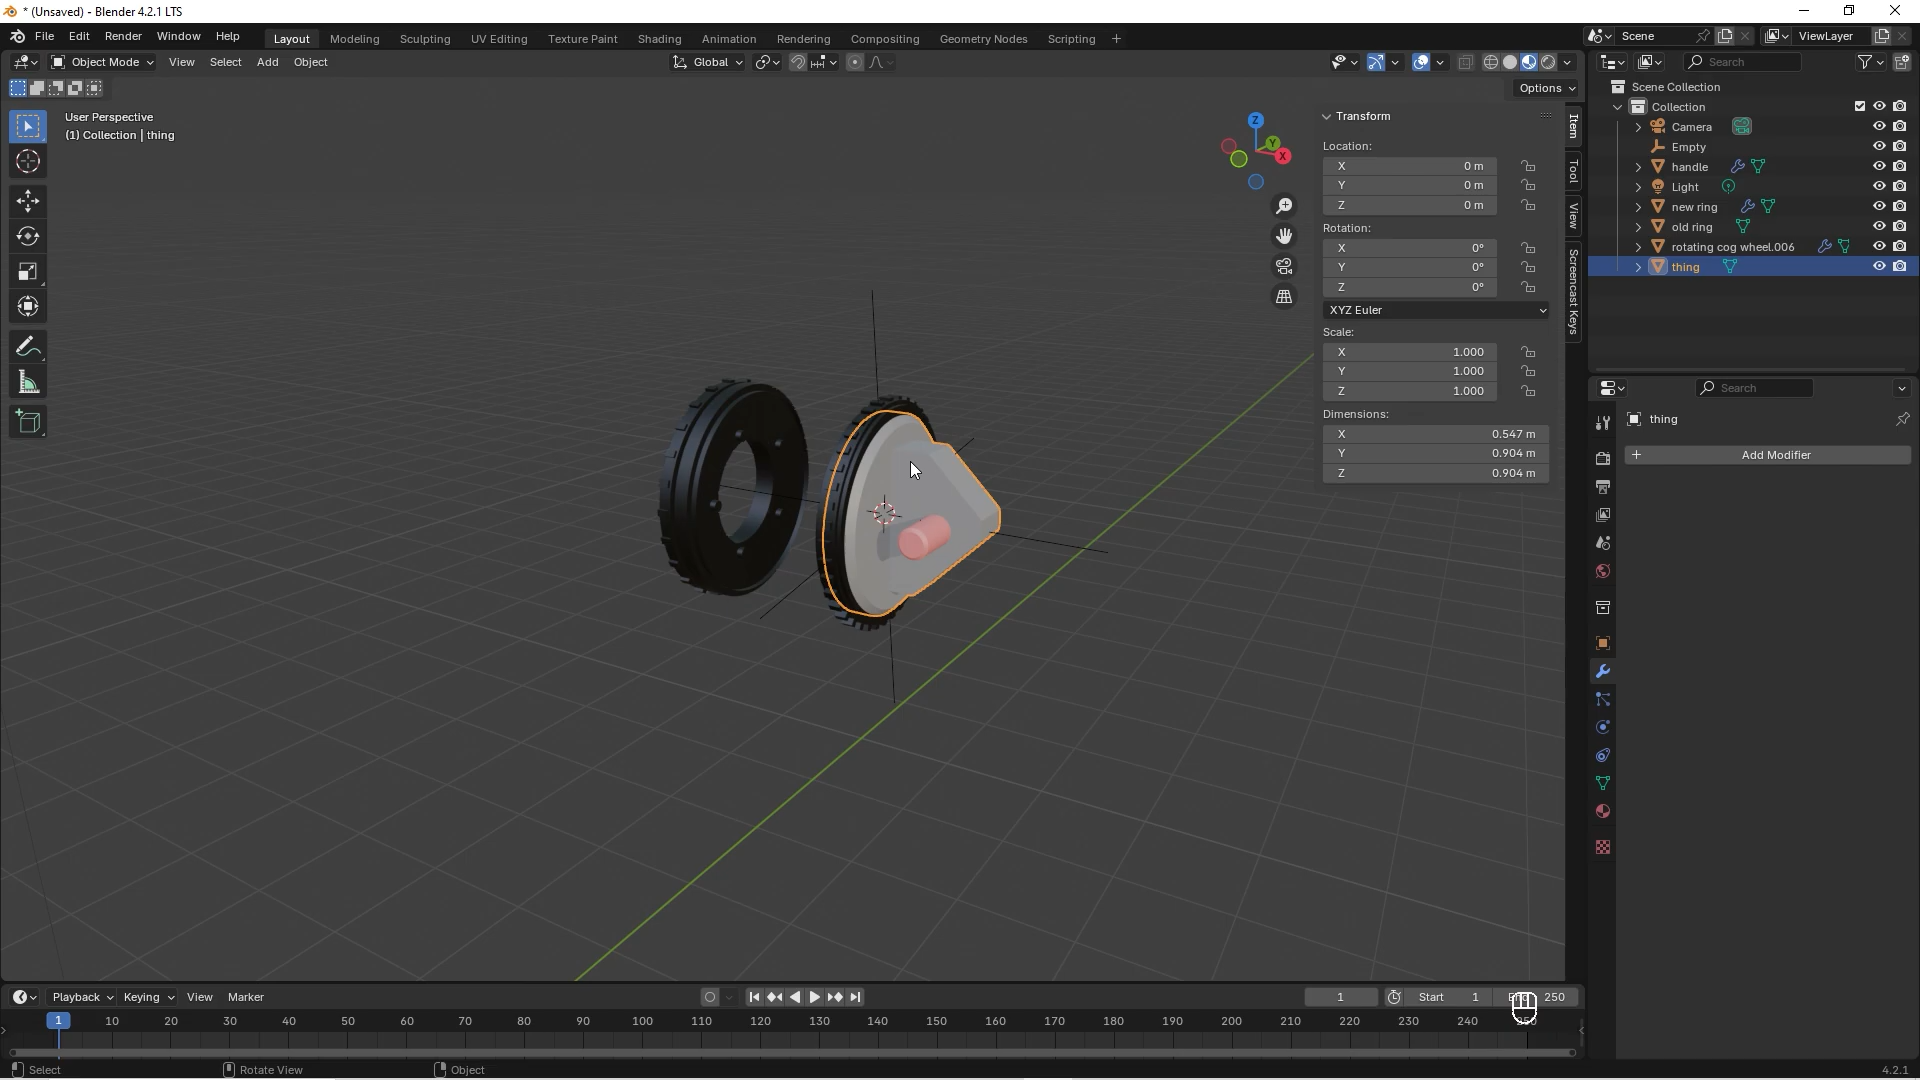 * (Unsaved) - Blender 4.2.1 LTS
File Edit Render Window Help Layout Modeling Sculpting UV Editing Texture Paint Shading Animation Rendering Compositing Geometry Nodes Scripting + Scene ViewLayer
Object Mode View Select Add Object Global Search
Options
User Perspective
(1) Collection | thing
Z
Y
X
Transform
Location:
X 0 m
Y 0 m
Z 0 m
Rotation:
X 0°
Y 0°
Z 0°
XYZ Euler
Scale:
X 1.000
Y 1.000
Z 1.000
Dimensions:
X 0.547 m
Y 0.904 m
Z 0.904 m
Item
Tool
View
Screencast Keys
Scene Collection
Collection
Camera
Empty
handle
Light
new ring
old ring
rotating cog wheel.006
thing
Search
thing
+ Add Modifier
Playback Keying View Marker 1 Start 1 250
1 10 20 30 40 50 60 70 80 90 100 110 120 130 140 150 160 170 180 190 200 210 220 230 240 250
Select Rotate View Object 4.2.1